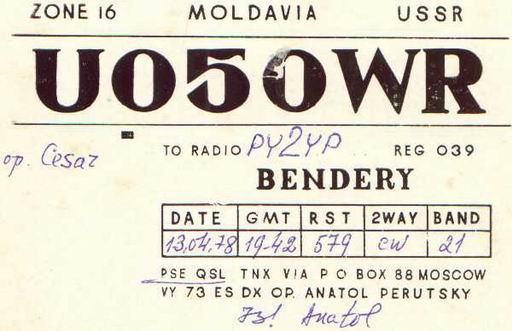 ZONE 16 MOLDAVIA USSR
UO5OWR
op. Cesar
TO RADIO PY2YP REG 039
BENDERY
DATE GMT RST 2WAY BAND
13.04.78 19-42 579 CW 21
PSE QSL TNX VIA P O BOX 88 MOSCOW
VY 73 ES DX OP. ANATOL PERUTSKY
73! Anatol